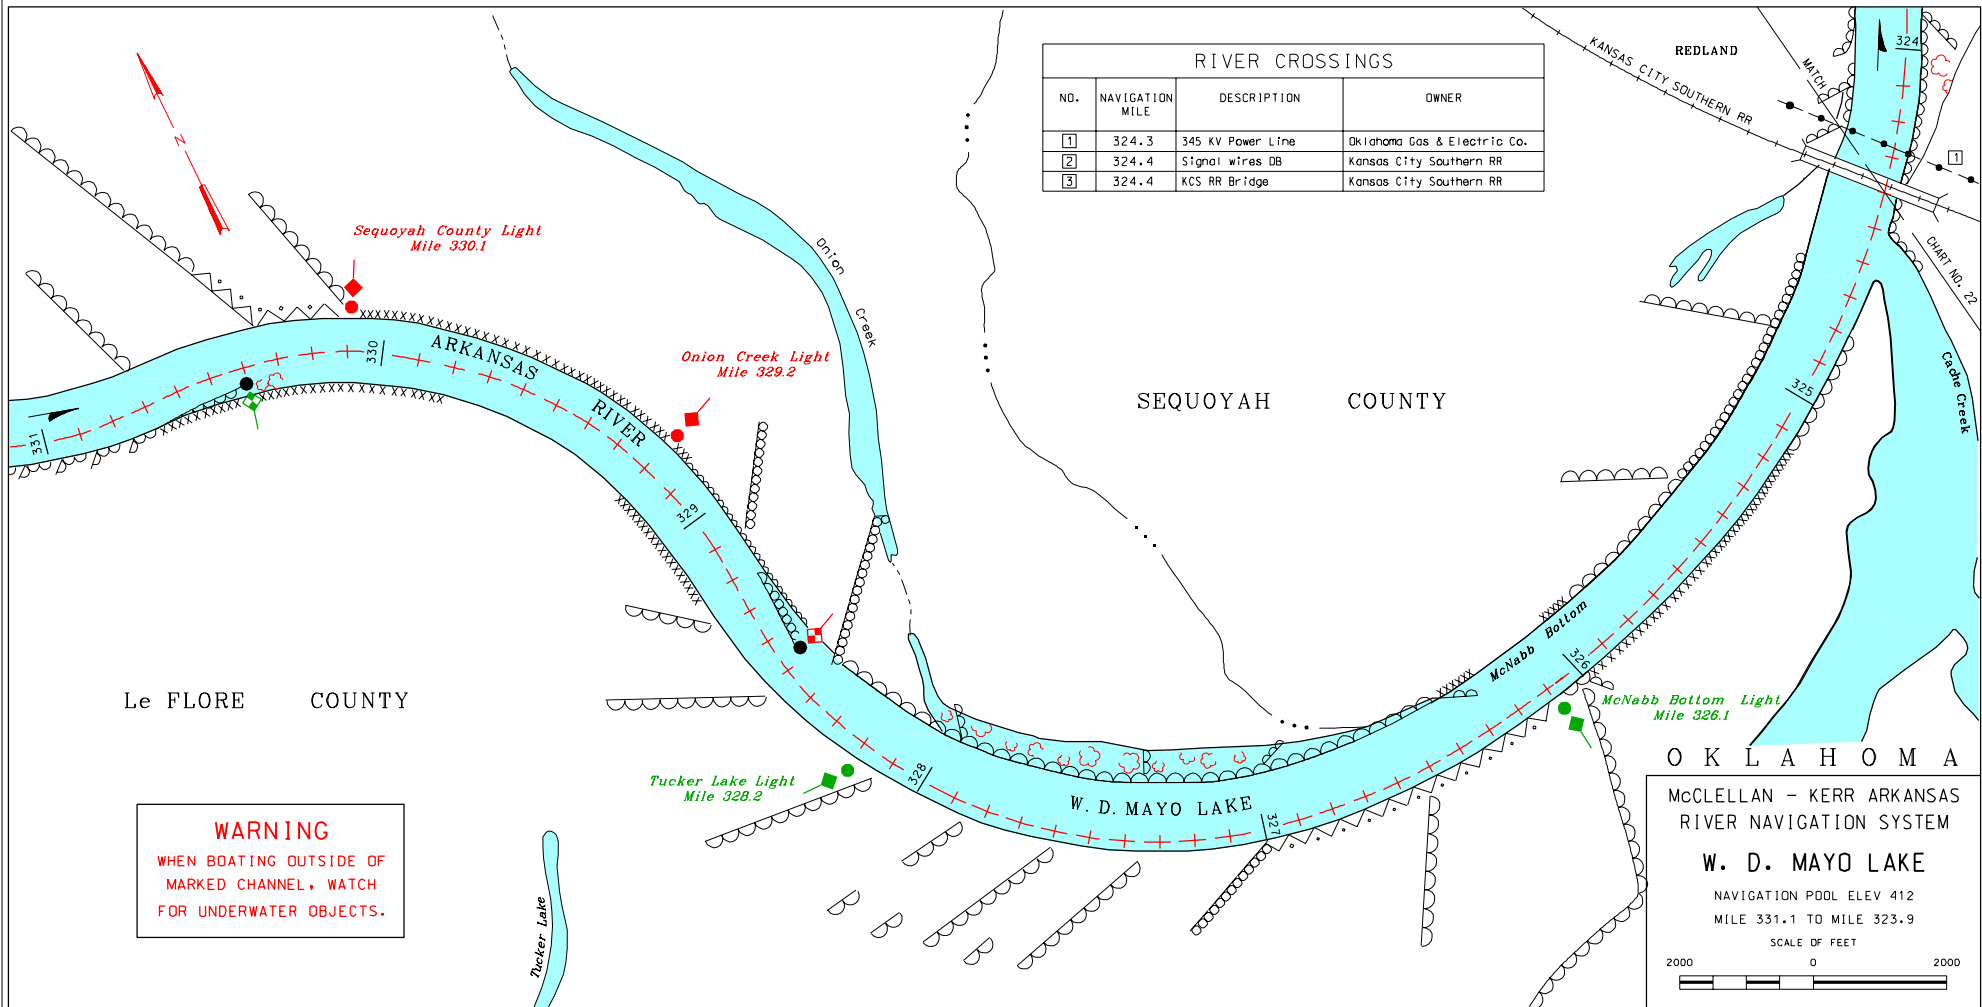 RIVER CROSSINGS
NO. NAVIGATION MILE DESCRIPTION OWNER
1 324.3 345 KV Power Line Oklahoma Gas & Electric Co.
2 324.4 Signal wires OB Kansas City Southern RR
3 324.4 KCS RR Bridge Kansas City Southern RR
REDLAND
KANSAS CITY SOUTHERN RR
MATCH
CHART NO. 22
324
1
N
Sequoyah County Light
Mile 330.1
Onion Creek
330
ARKANSAS
RIVER
Onion Creek Light
Mile 329.2
331
329
SEQUOYAH COUNTY
325
Cache Creek
McNabb Bottom
326
Le FLORE COUNTY
McNabb Bottom Light
Mile 326.1
Tucker Lake Light
Mile 328.2
328
W. D. MAYO LAKE
327
Tucker Lake
WARNING
WHEN BOATING OUTSIDE OF
MARKED CHANNEL, WATCH
FOR UNDERWATER OBJECTS.
OKLAHOMA
McCLELLAN - KERR ARKANSAS
RIVER NAVIGATION SYSTEM
W. D. MAYO LAKE
NAVIGATION POOL ELEV 412
MILE 331.1 TO MILE 323.9
SCALE OF FEET
2000 0 2000